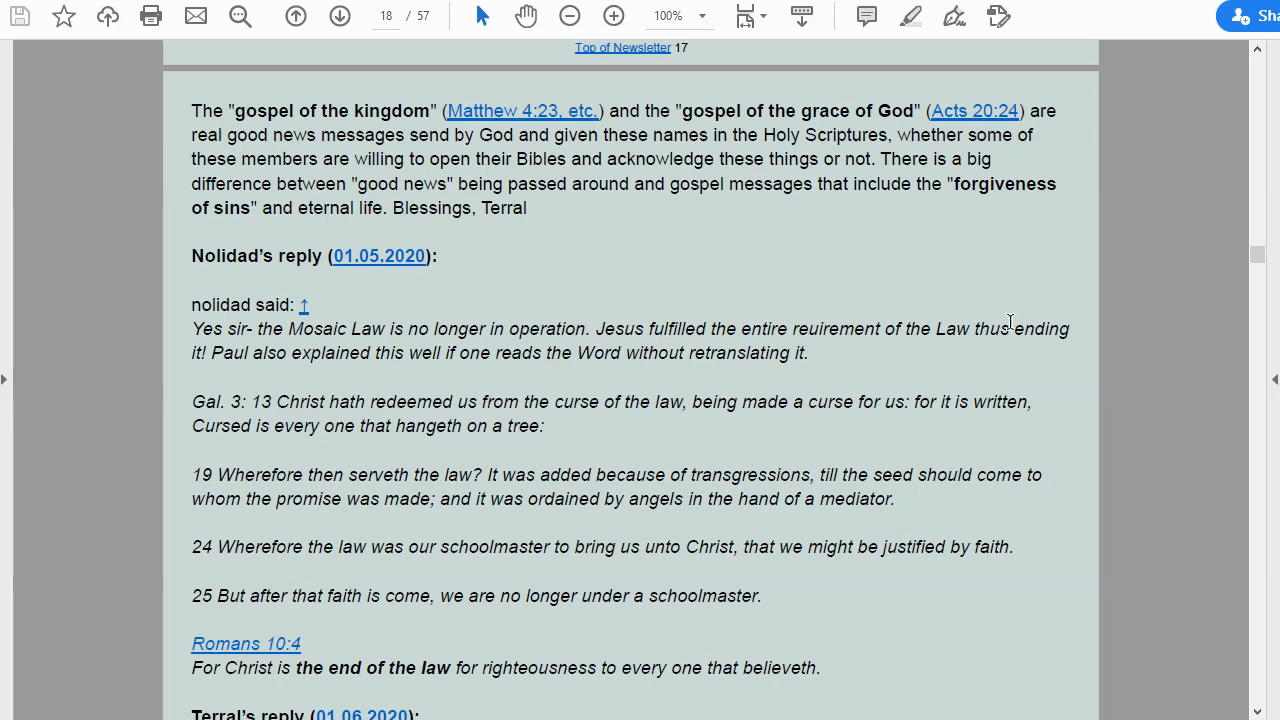 18 / 57
100%
Sha
Top of Newsletter 17
The "gospel of the kingdom" (Matthew 4:23, etc.) and the "gospel of the grace of God" (Acts 20:24) are
real good news messages send by God and given these names in the Holy Scriptures, whether some of
these members are willing to open their Bibles and acknowledge these things or not. There is a big
difference between "good news" being passed around and gospel messages that include the "forgiveness
of sins" and eternal life. Blessings, Terral
Nolidad’s reply (01.05.2020):
nolidad said: ↑
Yes sir- the Mosaic Law is no longer in operation. Jesus fulfilled the entire reuirement of the Law thus ending
it! Paul also explained this well if one reads the Word without retranslating it.
Gal. 3: 13 Christ hath redeemed us from the curse of the law, being made a curse for us: for it is written,
Cursed is every one that hangeth on a tree:
19 Wherefore then serveth the law? It was added because of transgressions, till the seed should come to
whom the promise was made; and it was ordained by angels in the hand of a mediator.
24 Wherefore the law was our schoolmaster to bring us unto Christ, that we might be justified by faith.
25 But after that faith is come, we are no longer under a schoolmaster.
Romans 10:4
For Christ is the end of the law for righteousness to every one that believeth.
Terral’s reply (01.06.2020):